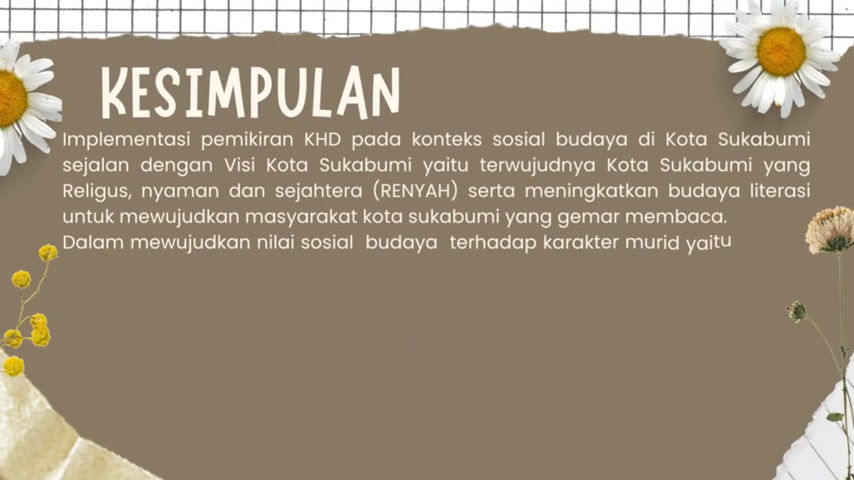 KESIMPULAN
Implementasi pemikiran KHD pada konteks sosial budaya di Kota Sukabumi
sejalan dengan Visi Kota Sukabumi yaitu terwujudnya Kota Sukabumi yang
Religus, nyaman dan sejahtera (RENYAH) serta meningkatkan budaya literasi
untuk mewujudkan masyarakat kota sukabumi yang gemar membaca.
Dalam mewujudkan nilai sosial budaya terhadap karakter murid yaitu